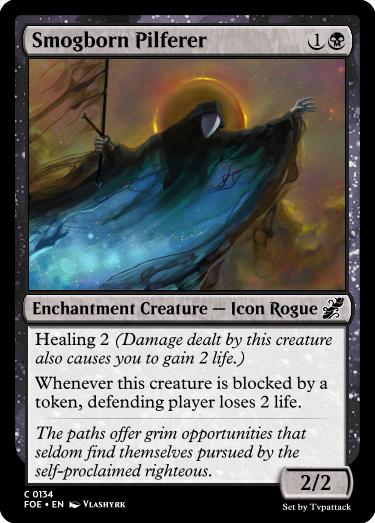 Smogborn Pilferer 1
Enchantment Creature — Icon Rogue
Healing 2 (Damage dealt by this creature
also causes you to gain 2 life.)
Whenever this creature is blocked by a
token, defending player loses 2 life.
The paths offer grim opportunities that
seldom find themselves pursued by the
self-proclaimed righteous.
2/2
C 0134
FOE • EN Vlashyrk
Set by Tvpattack